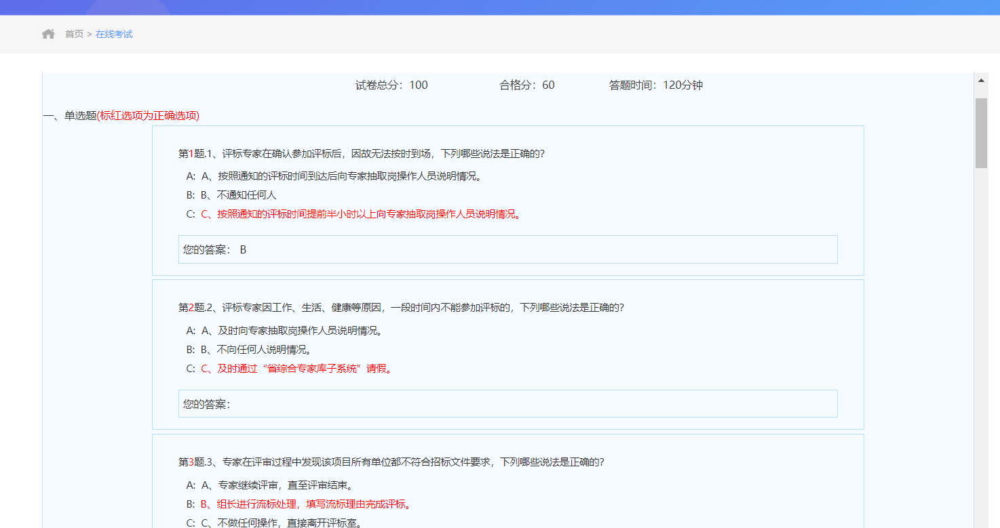 首页 > 在线考试
试卷总分：100 合格分：60 答题时间：120分钟
一、单选题(标红选项为正确选项)
第1题.1、评标专家在确认参加评标后，因故无法按时到场，下列哪些说法是正确的?
A: A、按照通知的评标时间到达后向专家抽取岗操作人员说明情况。
B: B、不通知任何人
C: C、按照通知的评标时间提前半小时以上向专家抽取岗操作人员说明情况。
您的答案： B
第2题.2、评标专家因工作、生活、健康等原因，一段时间内不能参加评标的，下列哪些说法是正确的?
A: A、及时向专家抽取岗操作人员说明情况。
B: B、不向任何人说明情况。
C: C、及时通过“省综合专家库子系统”请假。
您的答案：
第3题.3、专家在评审过程中发现该项目所有单位都不符合招标文件要求，下列哪些说法是正确的?
A: A、专家继续评审，直至评审结束。
B: B、组长进行流标处理，填写流标理由完成评标。
C: C、不做任何操作，直接离开评标室。